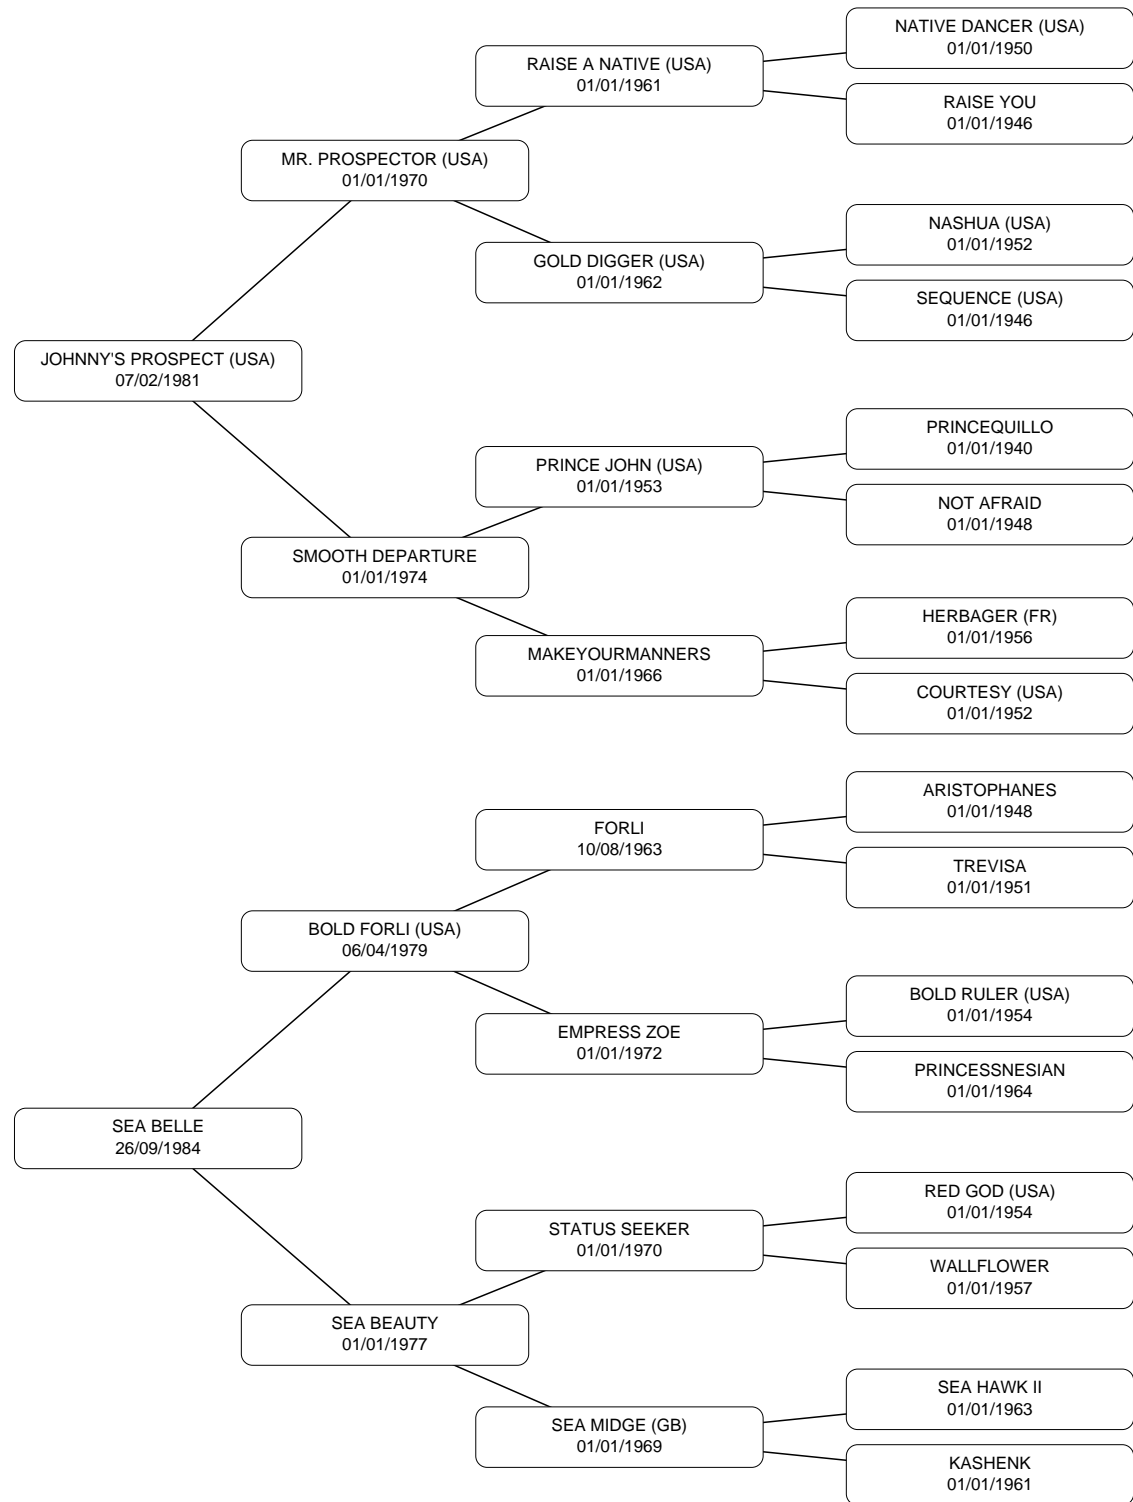 NATIVE DANCER (USA)
01/01/1950
RAISE A NATIVE (USA)
01/01/1961
RAISE YOU
01/01/1946
MR. PROSPECTOR (USA)
01/01/1970
NASHUA (USA)
01/01/1952
GOLD DIGGER (USA)
01/01/1962
SEQUENCE (USA)
01/01/1946
JOHNNY'S PROSPECT (USA)
07/02/1981
PRINCEQUILLO
01/01/1940
PRINCE JOHN (USA)
01/01/1953
NOT AFRAID
01/01/1948
SMOOTH DEPARTURE
01/01/1974
HERBAGER (FR)
01/01/1956
MAKEYOURMANNERS
01/01/1966
COURTESY (USA)
01/01/1952
ARISTOPHANES
01/01/1948
FORLI
10/08/1963
TREVISA
01/01/1951
BOLD FORLI (USA)
06/04/1979
BOLD RULER (USA)
01/01/1954
EMPRESS ZOE
01/01/1972
PRINCESSNESIAN
01/01/1964
SEA BELLE
26/09/1984
RED GOD (USA)
01/01/1954
STATUS SEEKER
01/01/1970
WALLFLOWER
01/01/1957
SEA BEAUTY
01/01/1977
SEA HAWK II
01/01/1963
SEA MIDGE (GB)
01/01/1969
KASHENK
01/01/1961